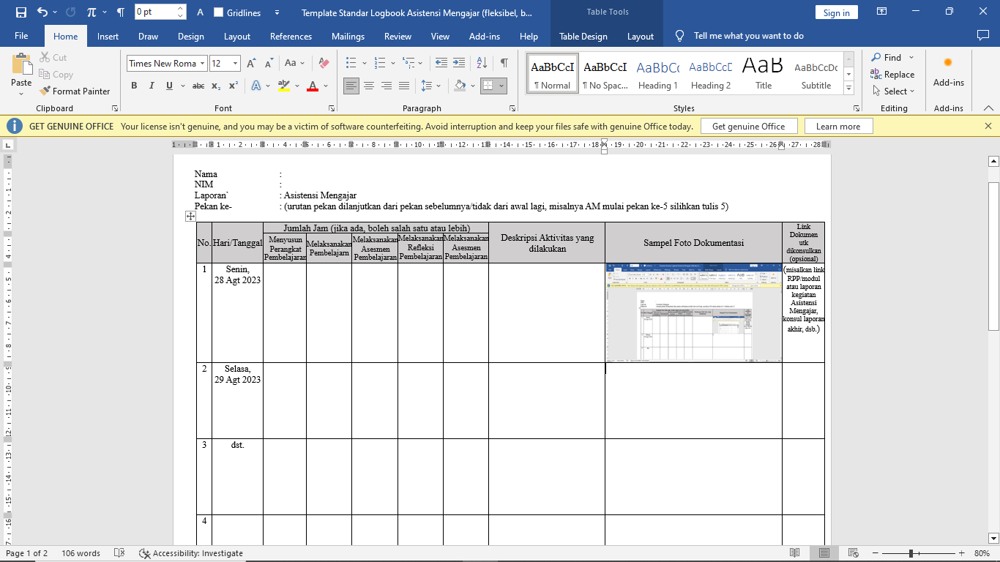 0 pt
Gridlines
Template Standar Logbook Asistensi Mengajar (fleksibel, b...
Table Tools
Sign in
File
Home
Insert
Draw
Design
Layout
References
Mailings
Review
View
Add-ins
Help
Table Design
Layout
Tell me what you want to do
Paste
Cut
Copy
Format Painter
Clipboard
Times New Roma
12
Font
Paragraph
AaBbCcI
¶ Normal
AaBbCcI
¶ No Spac...
AaBbCc
Heading 1
AaBbCcD
Heading 2
AaB
Title
AaBbCcDc
Subtitle
Styles
Find
Replace
Select
Editing
Add-ins
Add-ins
GET GENUINE OFFICE Your license isn't genuine, and you may be a victim of software counterfeiting. Avoid interruption and keep your files safe with genuine Office today.
Get genuine Office
Learn more
Nama :
NIM :
Laporan` : Asistensi Mengajar
Pekan ke- : (urutan pekan dilanjutkan dari pekan sebelumnya/tidak dari awal lagi, misalnya AM mulai pekan ke-5 silihkan tulis 5)
No.
Hari/Tanggal
Jumlah Jam (jika ada, boleh salah satu atau lebih)
Menyusun
Perangkat
Pembelajaran
Melaksanakan
Pembelajarn
Melaksanakan
Asesmen
Pembelajaran
Melaksanakan
Refleksi
Pembelajaran
Melaksanakan
Asesmen
Pembelajaran
Deskripsi Aktivitas yang
dilakukan
Sampel Foto Dokumentasi
Link
Dokumen
utk
dikonsulkan
(opsional)
1
Senin,
28 Agt 2023
(misalkan link
RPP/modul
atau laporan
kegiatan
Asistensi
Mengajar,
konsul laporan
akhir, dsb.)
2
Selasa,
29 Agt 2023
3
dst.
4
Page 1 of 2
106 words
Accessibility: Investigate
80%